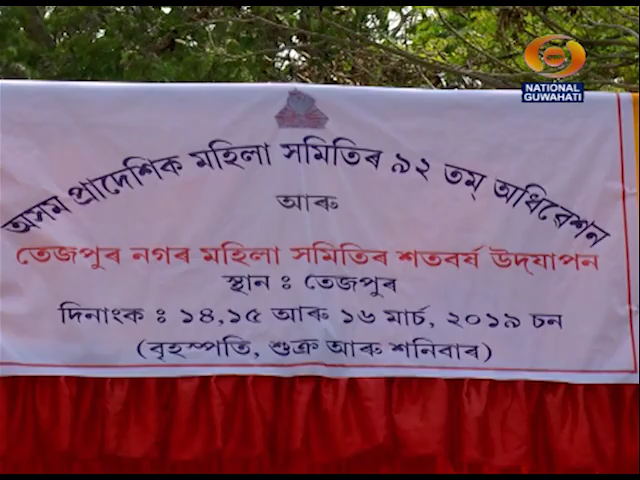 NATIONAL
GUWAHATI
অসম প্ৰাদেশিক মহিলা সমিতিৰ ৯২ তম্ অধিৱেশন
আৰু
তেজপুৰ নগৰ মহিলা সমিতিৰ শতবৰ্ষ উদযাপন
স্থান : তেজপুৰ
দিনাংক : ১৪,১৫ আৰু ১৬ মাৰ্চ, ২০১৯ চন
(বৃহস্পতি, শুক্ৰ আৰু শনিবাৰ)